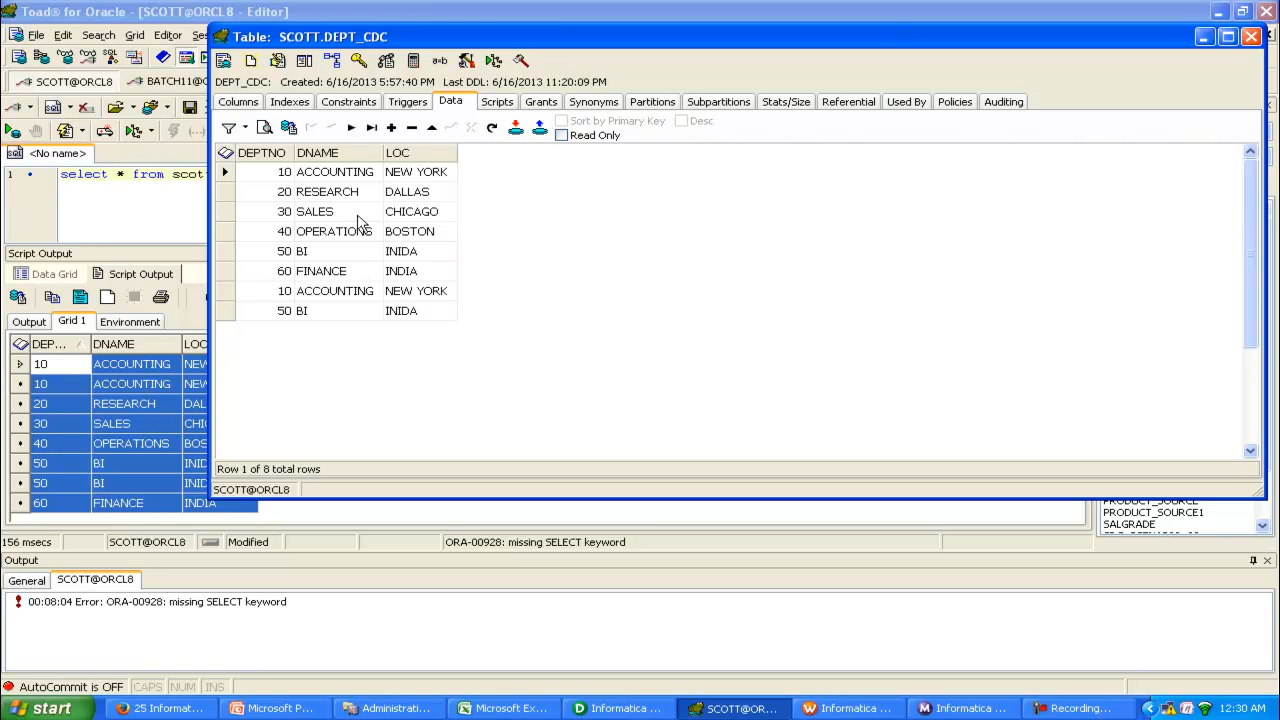 Toad® for Oracle - [SCOTT@ORCL8 - Editor]
File Edit Search Grid Editor Ses
Table: SCOTT.DEPT_CDC
SCOTT@ORCL8 BATCH11@O
DEPT_CDC: Created: 6/16/2013 5:57:40 PM Last DDL: 6/16/2013 11:20:09 PM
Columns Indexes Constraints Triggers Data Scripts Grants Synonyms Partitions Subpartitions Stats/Size Referential Used By Policies Auditing
Sort by Primary Key Desc
Read Only
<No name>
1 select * from scot
DEPTNO DNAME LOC
10 ACCOUNTING NEW YORK
20 RESEARCH DALLAS
30 SALES CHICAGO
40 OPERATIONS BOSTON
50 BI INIDA
60 FINANCE INDIA
10 ACCOUNTING NEW YORK
50 BI INIDA
Row 1 of 8 total rows
SCOTT@ORCL8
Script Output
Data Grid Script Output
Output Grid 1 Environment
DEP... DNAME LOC
10 ACCOUNTING NEW
10 ACCOUNTING NEW
20 RESEARCH DAL
30 SALES CHI
40 OPERATIONS BOS
50 BI INID
50 BI INID
60 FINANCE INDIA
PRODUCT_SOURCE
PRODUCT_SOURCE1
SALGRADE
156 msecs SCOTT@ORCL8 Modified ORA-00928: missing SELECT keyword
Output
General SCOTT@ORCL8
00:08:04 Error: ORA-00928: missing SELECT keyword
AutoCommit is OFF CAPS NUM INS
start 25 Informat... Microsoft P... Administrati... Microsoft Ex... Informatica ... SCOTT@OR... Informatica ... Informatica ... Recording... 12:30 AM